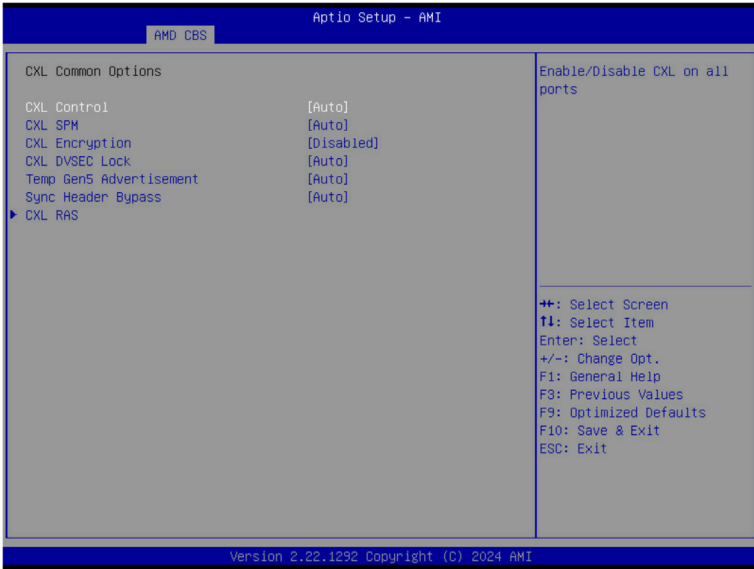 Aptio Setup – AMI
AMD CBS
CXL Common Options
CXL Control [Auto]
CXL SPM [Auto]
CXL Encryption [Disabled]
CXL DVSEC Lock [Auto]
Temp Gen5 Advertisement [Auto]
Sync Header Bypass [Auto]
CXL RAS
Enable/Disable CXL on all
ports
→←: Select Screen
↑↓: Select Item
Enter: Select
+/-: Change Opt.
F1: General Help
F3: Previous Values
F9: Optimized Defaults
F10: Save & Exit
ESC: Exit
Version 2.22.1292 Copyright (C) 2024 AMI